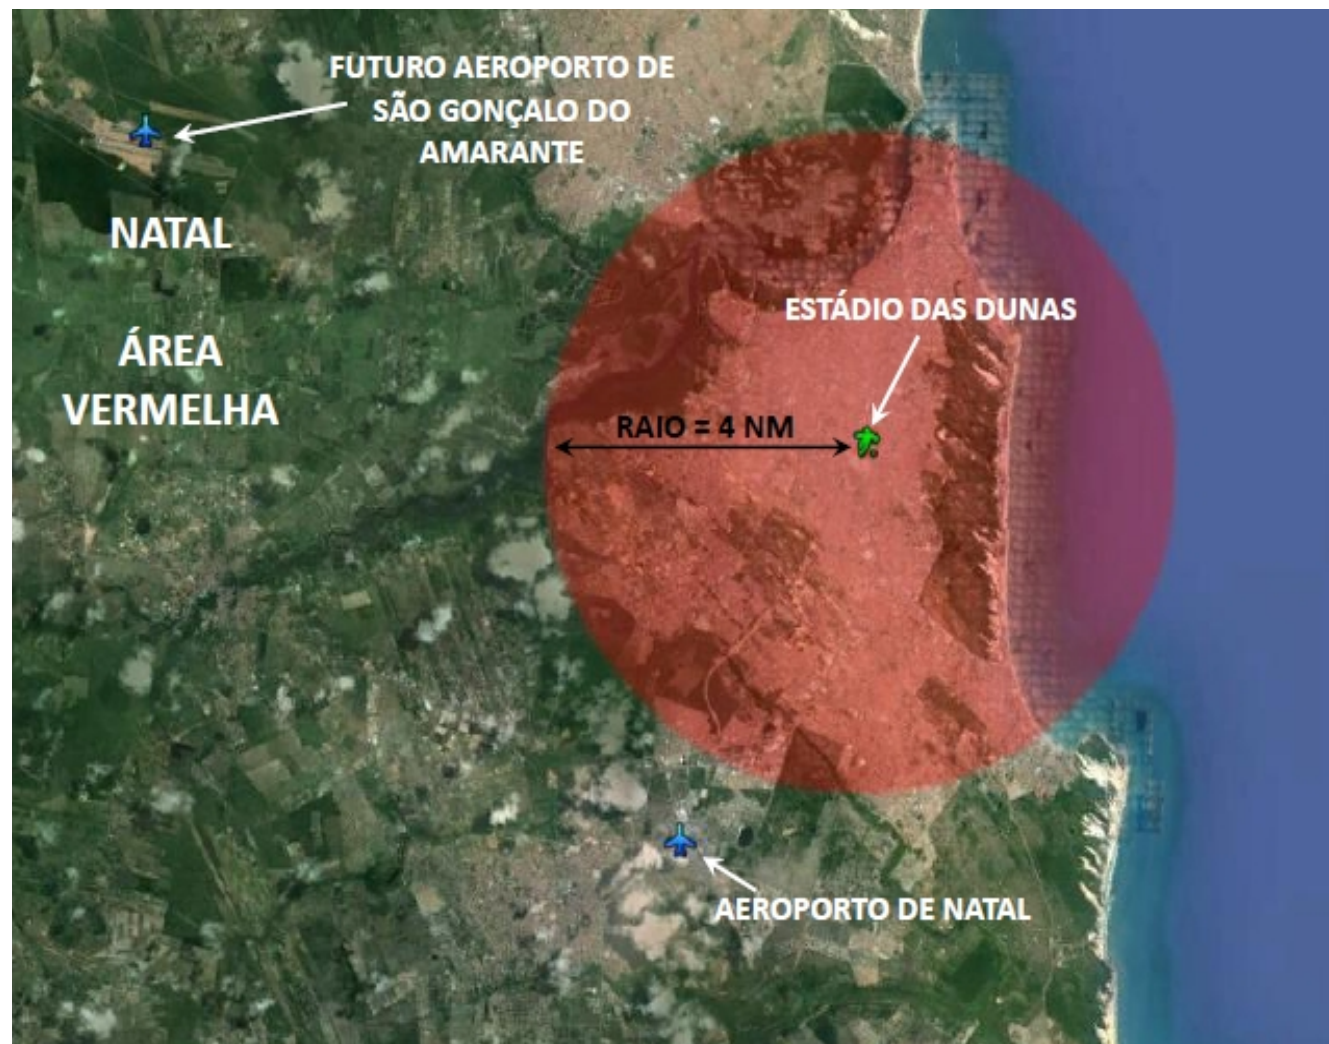 FUTURO AEROPORTO DE
SÃO GONÇALO DO
AMARANTE
NATAL
ÁREA
VERMELHA
ESTÁDIO DAS DUNAS
RAIO = 4 NM
AEROPORTO DE NATAL